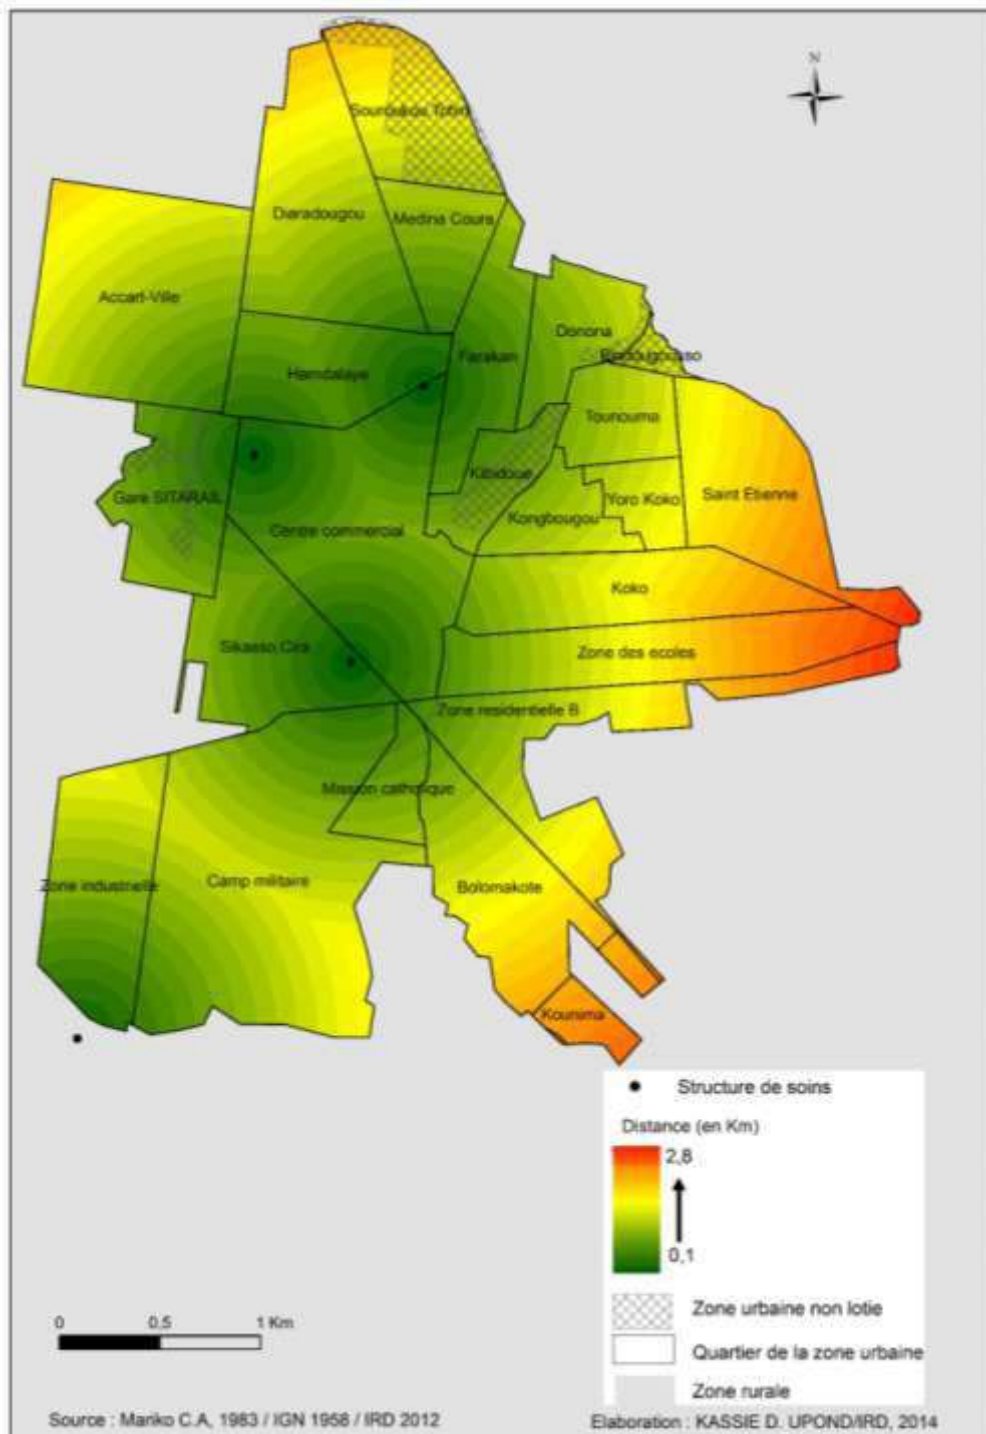 N
Souroukou Tobin
Diaradougou
Medina Coura
Accart-Ville
Donona
Farakan
Bindougousso
Hamdalaye
Tounouma
Kibidoue
Gare SITARAIL
Yoro Koko
Saint Etienne
Kongbougou
Centre commercial
Koko
Sikasso Cira
Zone des ecoles
Zone residentielle B
Mission catholique
Zone industrielle
Camp militaire
Bolomakote
Kounima
Structure de soins
Distance (en Km)
2,8
0,1
Zone urbaine non lotie
Quartier de la zone urbaine
Zone rurale
0 0,5 1 Km
Source : Mariko C.A, 1983 / IGN 1958 / IRD 2012
Elaboration : KASSIE D. UPOND/IRD, 2014